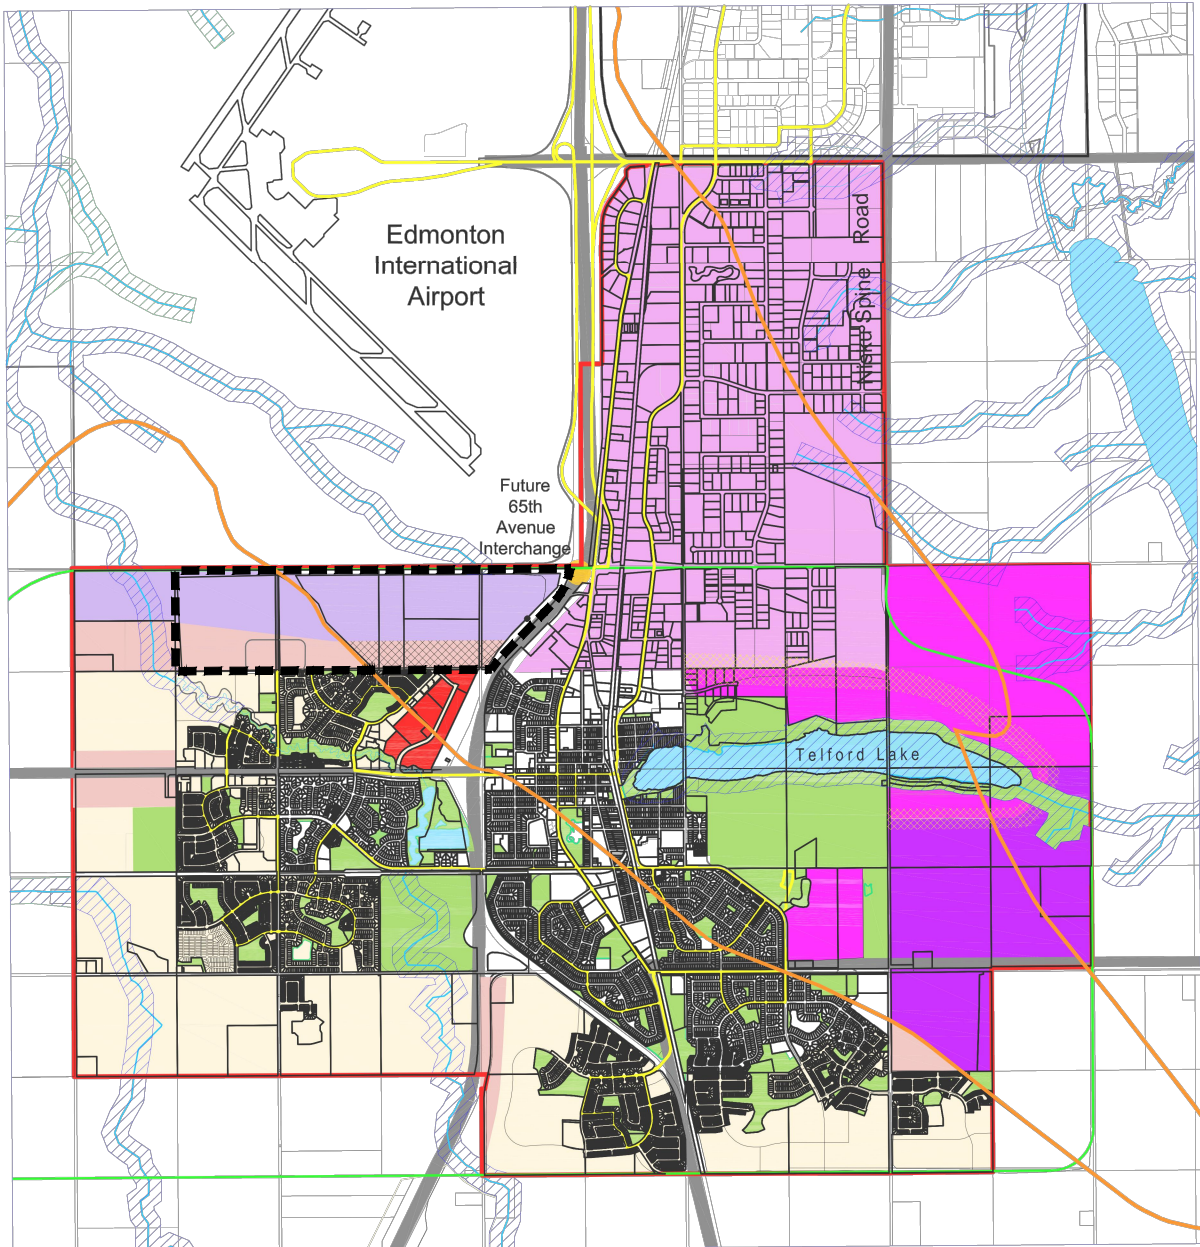 Edmonton
International
Airport
Nisku Spine Road
Future
65th
Avenue
Interchange
Telford Lake